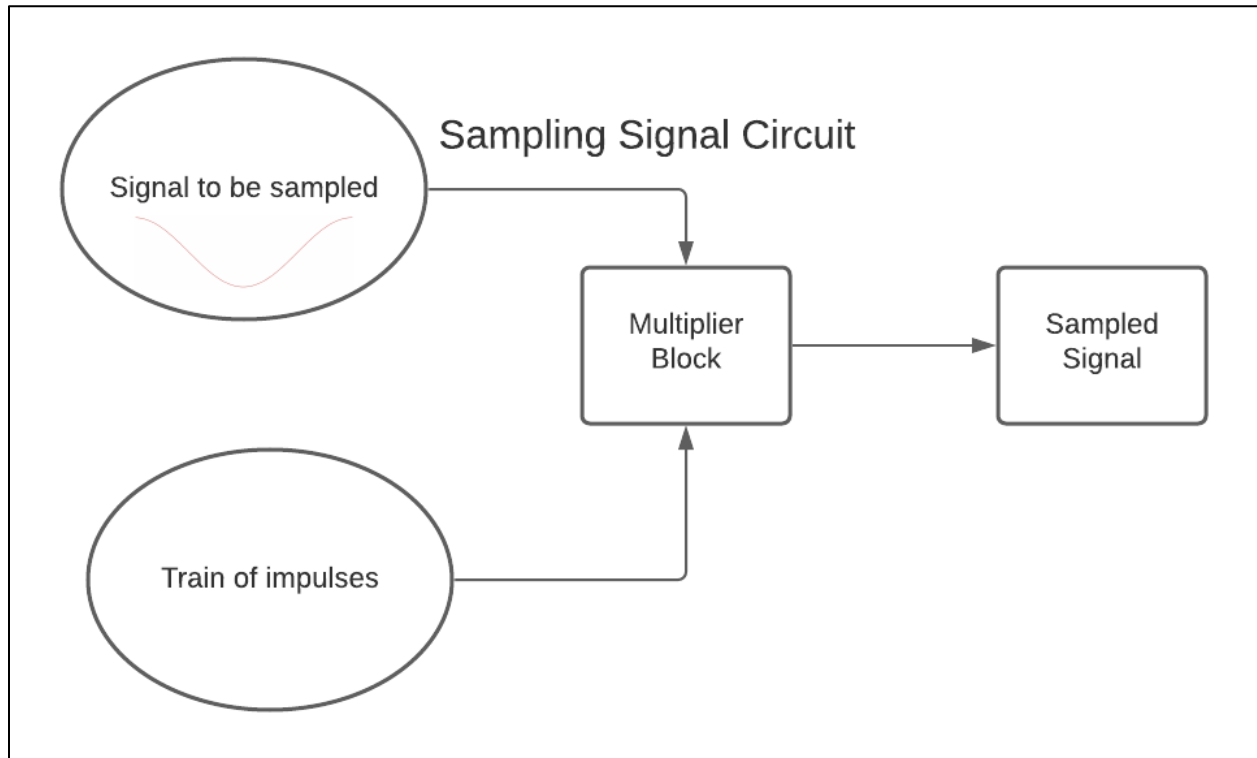 Sampling Signal Circuit
Signal to be sampled
Multiplier
Block
Sampled
Signal
Train of impulses